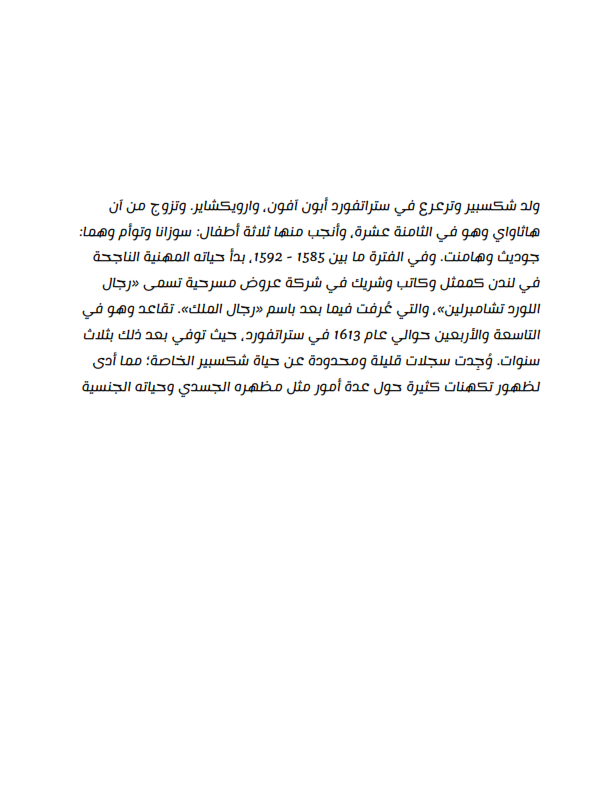 ولد شكسبير وترعرع في ستراتفورد أبون آفون، وارويكشاير. وتزوج من آن
هاثاواي وهو في الثامنة عشرة، وأنجب منها ثلاثة أطفال: سوزانا وتوأم وهما:
جوديث وهامنت. وفي الفترة ما بين 1585 - 1592، بدأ حياته المهنية الناجحة
في لندن كممثل وكاتب وشريك في شركة عروض مسرحية تسمى «رجال
اللورد تشامبرلين»، والتي عُرفت فيما بعد باسم «رجال الملك». تقاعد وهو في
التاسعة والأربعين حوالي عام 1613 في ستراتفورد، حيث توفي بعد ذلك بثلاث
سنوات. وُجِدت سجلات قليلة ومحدودة عن حياة شكسبير الخاصة؛ مما أدى
لظهور تكهنات كثيرة حول عدة أمور مثل مظهره الجسدي وحياته الجنسية